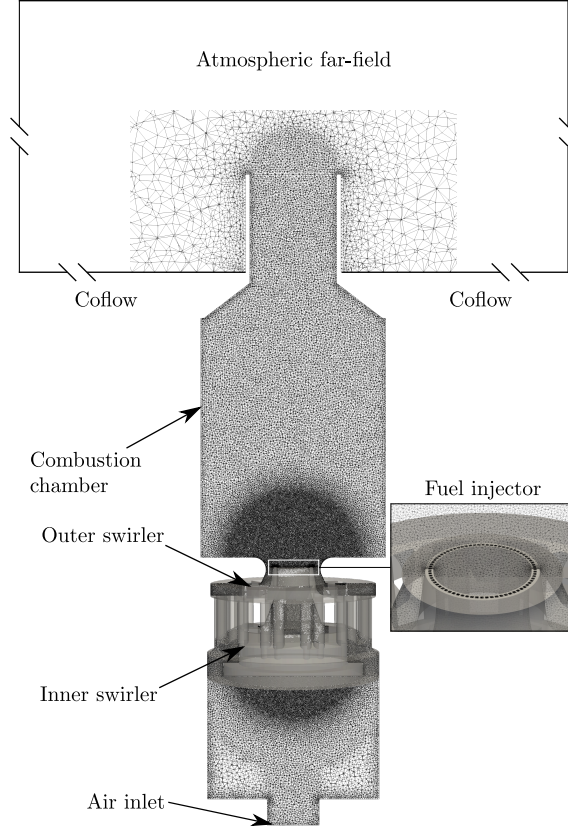 Atmospheric far-field
Coflow
Coflow
Combustion
chamber
Fuel injector
Outer swirler
Inner swirler
Air inlet